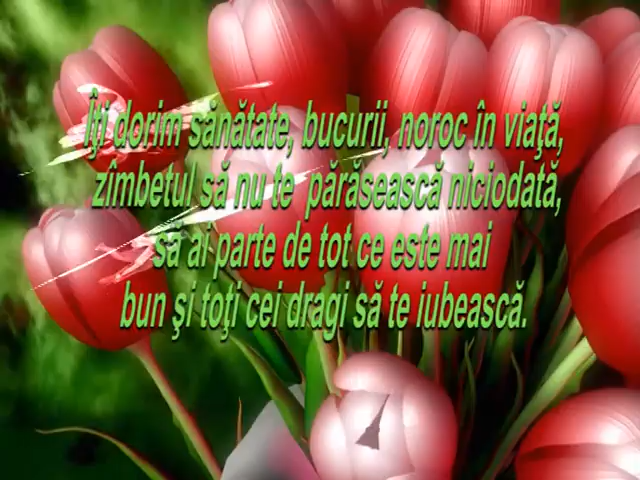 Îţi dorim sănătate, bucurii, noroc în viaţă,
zîmbetul să nu te părăsească niciodată,
să ai parte de tot ce este mai
bun şi toţi cei dragi să te iubească.